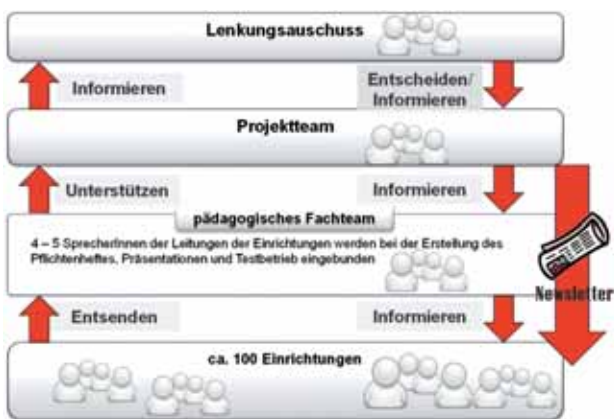 Lenkungsauschuss
Informieren
Entscheiden/
Informieren
Projektteam
Unterstützen
Informieren
pädagogisches Fachteam
4 – 5 SprecherInnen der Leitungen der Einrichtungen werden bei der Erstellung des
Pflichtenheftes, Präsentationen und Testbetrieb eingebunden
Newsletter
Entsenden
Informieren
ca. 100 Einrichtungen